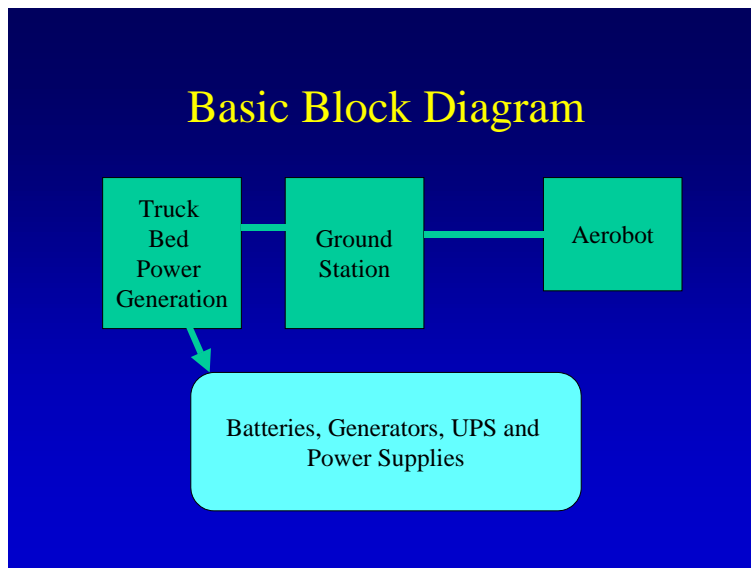 Basic Block Diagram
Truck
Bed
Power
Generation
Ground
Station
Aerobot
Batteries, Generators, UPS and
Power Supplies